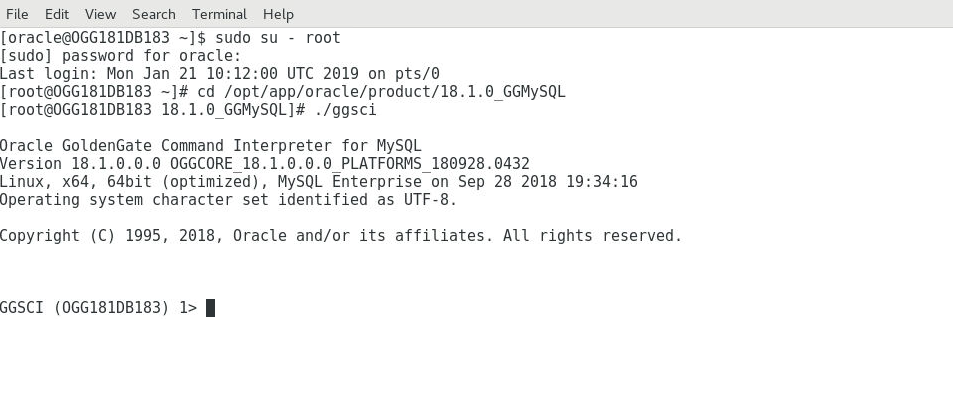 File Edit View Search Terminal Help
[oracle@OGG181DB183 ~]$ sudo su - root
[sudo] password for oracle:
Last login: Mon Jan 21 10:12:00 UTC 2019 on pts/0
[root@OGG181DB183 ~]# cd /opt/app/oracle/product/18.1.0_GGMySQL
[root@OGG181DB183 18.1.0_GGMySQL]# ./ggsci
Oracle GoldenGate Command Interpreter for MySQL
Version 18.1.0.0.0 OGGCORE_18.1.0.0.0_PLATFORMS_180928.0432
Linux, x64, 64bit (optimized), MySQL Enterprise on Sep 28 2018 19:34:16
Operating system character set identified as UTF-8.
Copyright (C) 1995, 2018, Oracle and/or its affiliates. All rights reserved.
GGSCI (OGG181DB183) 1>